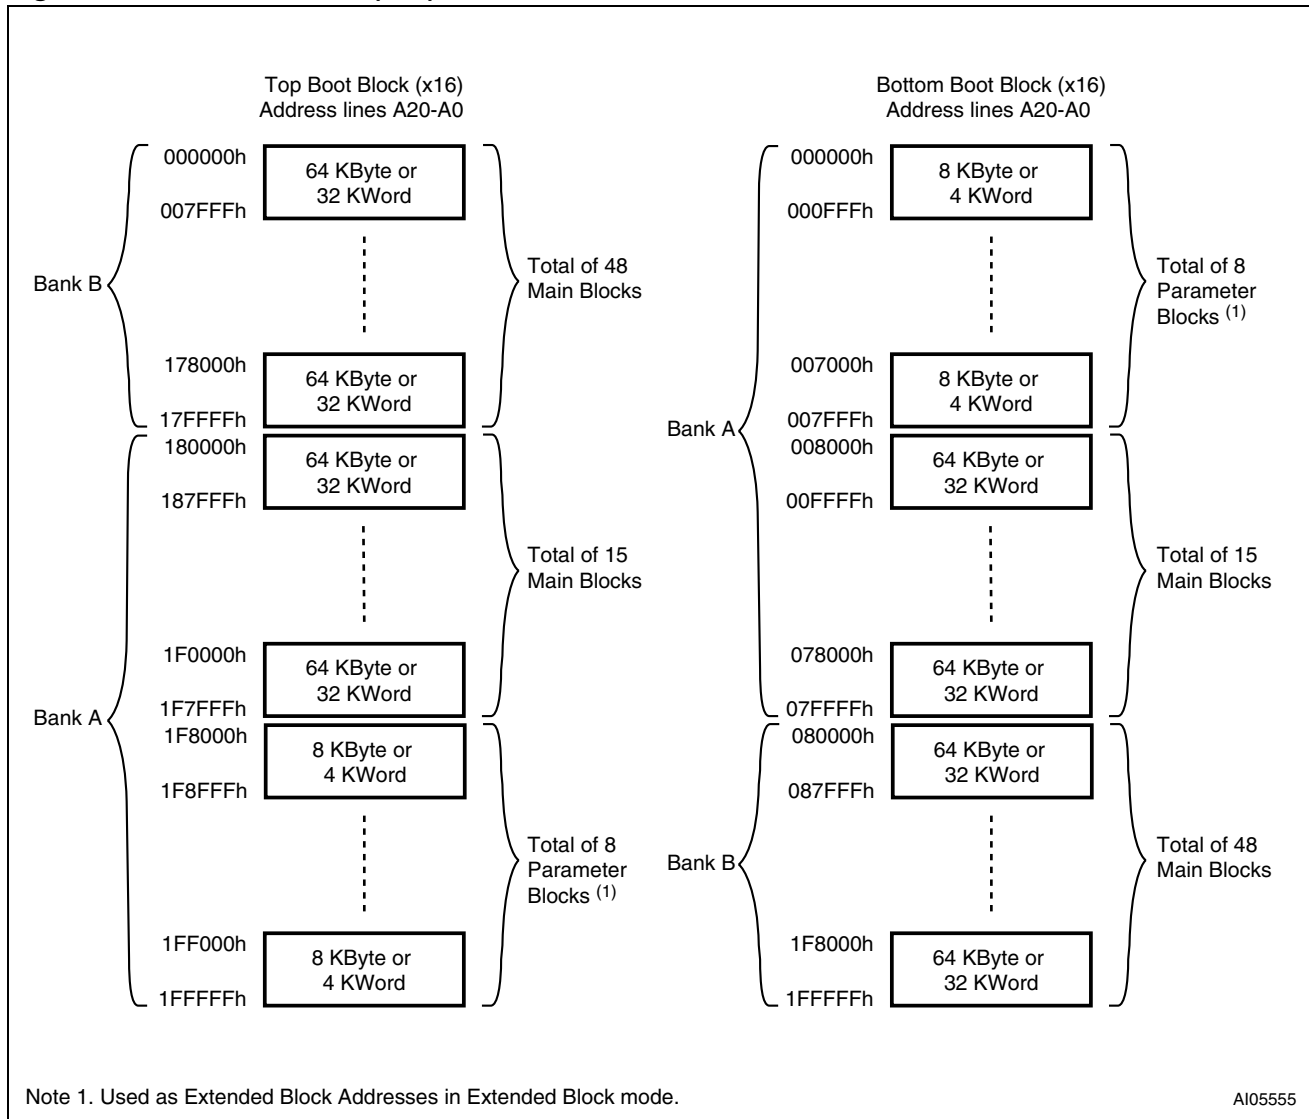 Top Boot Block (x16)
Address lines A20-A0
000000h
64 KByte or
32 KWord
007FFFh
Total of 48
Main Blocks
Bank B
178000h
64 KByte or
32 KWord
17FFFFh
180000h
64 KByte or
32 KWord
187FFFh
Total of 15
Main Blocks
1F0000h
64 KByte or
32 KWord
1F7FFFh
Bank A
1F8000h
8 KByte or
4 KWord
1F8FFFh
Total of 8
Parameter
Blocks (1)
1FF000h
8 KByte or
4 KWord
1FFFFFh
Bottom Boot Block (x16)
Address lines A20-A0
000000h
8 KByte or
4 KWord
000FFFh
Total of 8
Parameter
Blocks (1)
007000h
8 KByte or
4 KWord
007FFFh
Bank A
008000h
64 KByte or
32 KWord
00FFFFh
Total of 15
Main Blocks
078000h
64 KByte or
32 KWord
07FFFFh
080000h
64 KByte or
32 KWord
087FFFh
Bank B
Total of 48
Main Blocks
1F8000h
64 KByte or
32 KWord
1FFFFFh
Note 1. Used as Extended Block Addresses in Extended Block mode.
AI05555